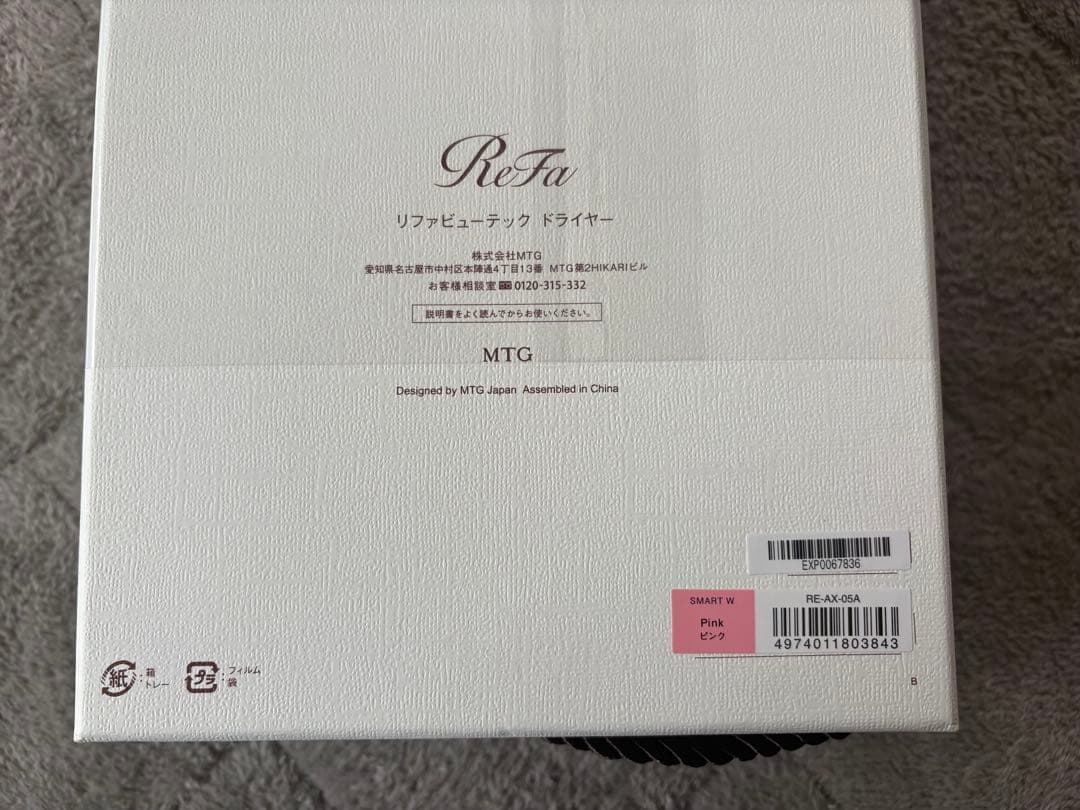 ReFa
リファビューテック ドライヤー
株式会社MTG
愛知県名古屋市中村区本陣通4丁目13番 MTG第2HIKARIビル
お客様相談室 0120-315-332
説明書をよく読んでからお使いください。
MTG
Designed by MTG Japan Assembled in China
EXP0067836
SMART W
Pink
ピンク
RE-AX-05A
4974011803843
紙
: 箱
トレー
プラ
: フィルム
袋
B